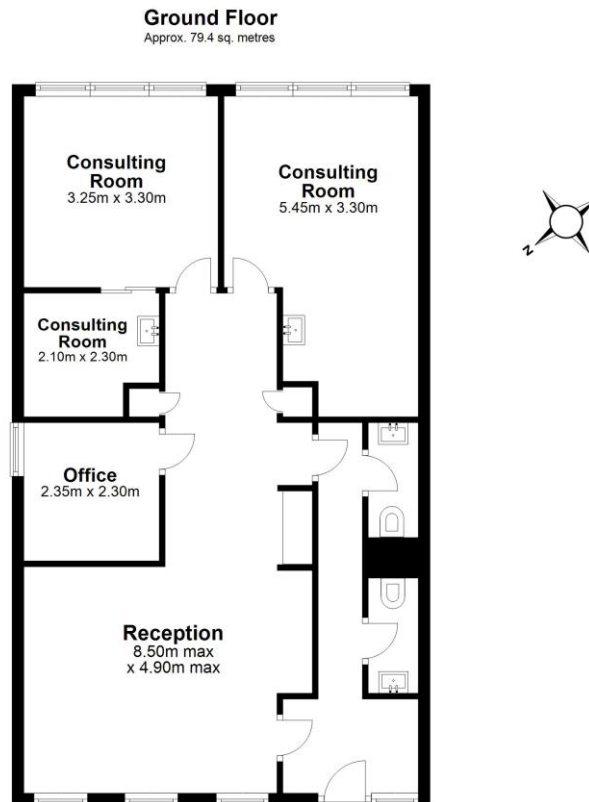 Ground Floor
Approx. 79.4 sq. metres
Consulting
Room
3.25m x 3.30m
Consulting
Room
5.45m x 3.30m
N
Consulting
Room
2.10m x 2.30m
Office
2.35m x 2.30m
Reception
8.50m max
x 4.90m max